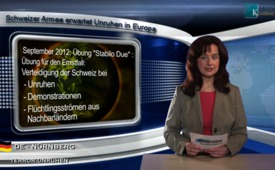 Schweizer Armee erwartet Unruhen in Europa
September 2012: Übung "Stabilo Due" :
Übung für den Ernstfall:
Verteidigung der Schweiz bei
- Unruhen
- Demonstrationen
- Flüchtlingsströmen aus
Nachbarländern
DE - NÜRNBERG
TERROR/UNRUHEN